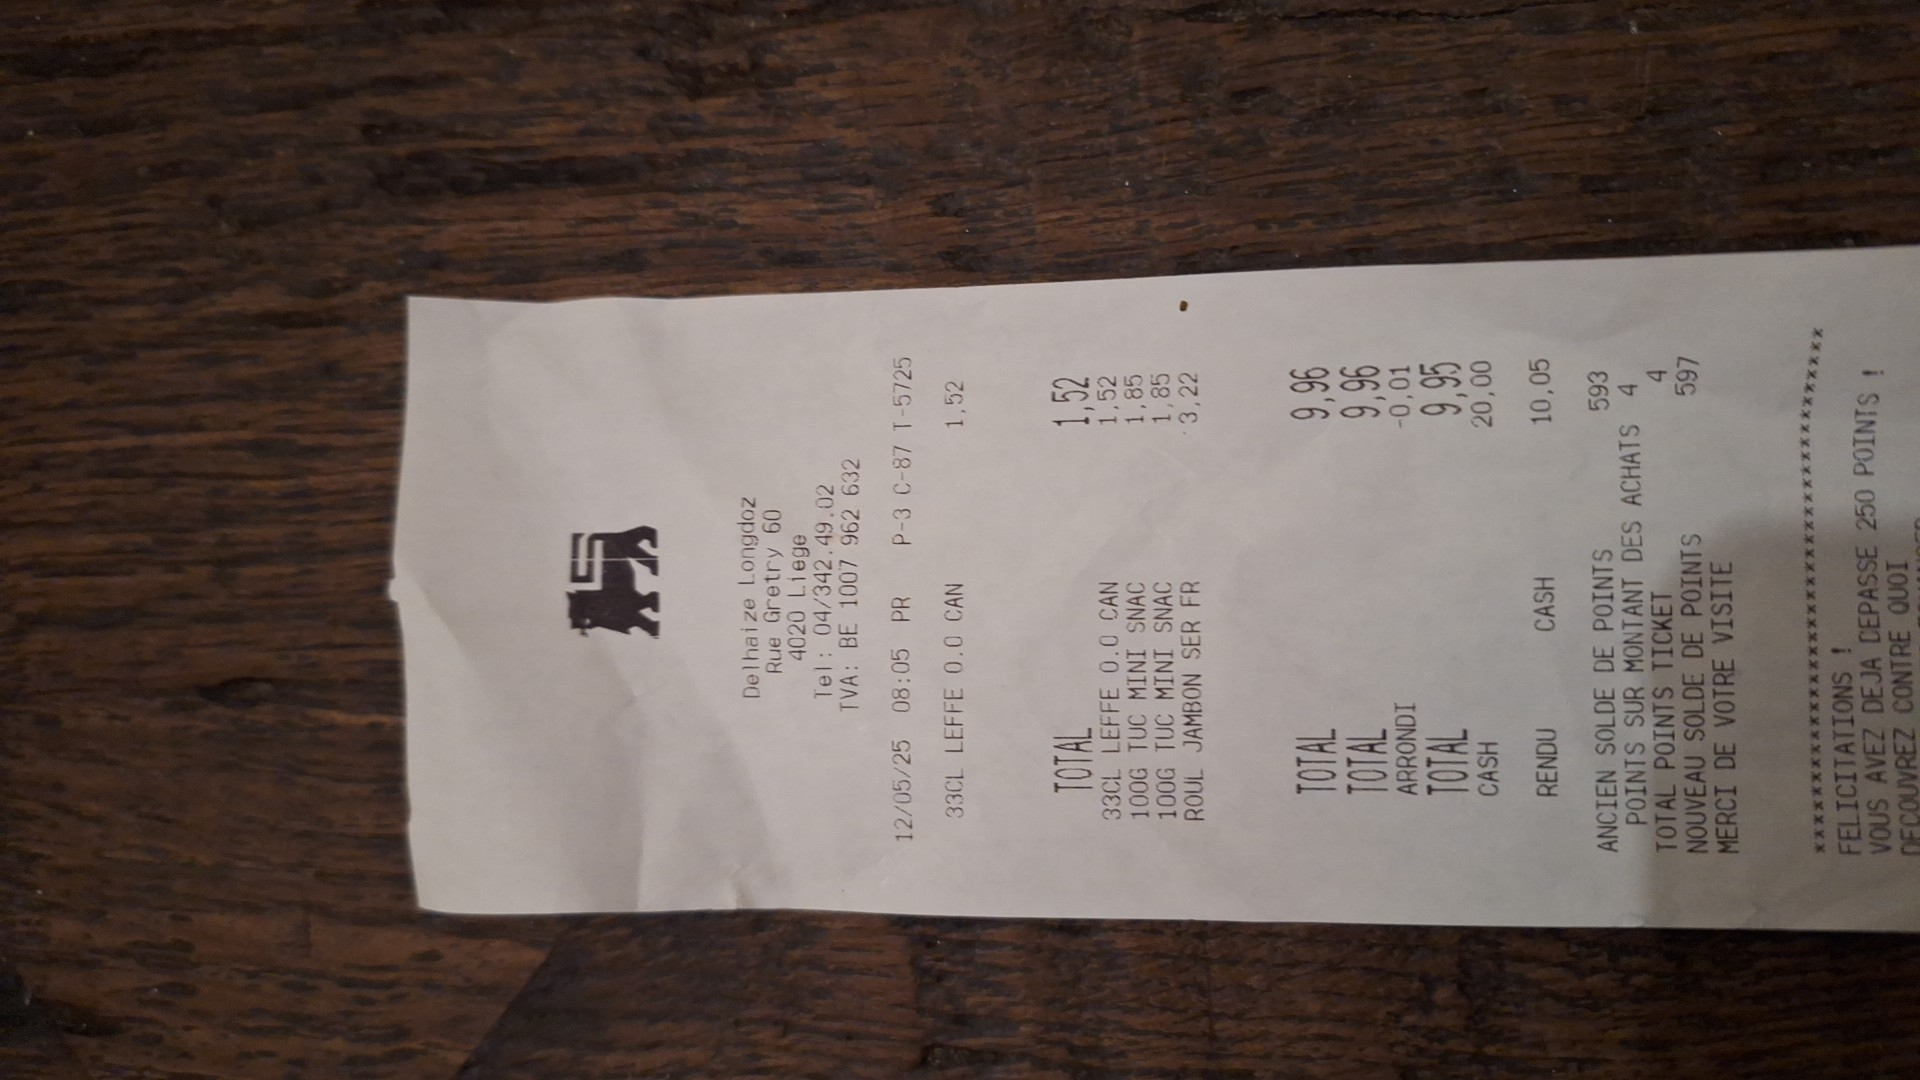 Delhaize Longdoz
Rue Gretry 60
4020 Liege
Tel: 04/342.49.02
TVA: BE 1007 962 632
12/05/25 08:05 PR P-3 C-87 T-5725
33CL LEFFE 0.0 CAN 1,52
TOTAL 1,52
33CL LEFFE 0.0 CAN 1,52
100G TUC MINI SNAC 1,85
100G TUC MINI SNAC 1,85
ROUL JAMBON SER FR 3,22
TOTAL 9,96
TOTAL 9,96
ARRONDI -0,01
TOTAL 9,95
CASH 20,00
RENDU CASH 10,05
ANCIEN SOLDE DE POINTS 593
POINTS SUR MONTANT DES ACHATS 4
TOTAL POINTS TICKET 4
NOUVEAU SOLDE DE POINTS 597
MERCI DE VOTRE VISITE
FELICITATIONS !
VOUS AVEZ DEJA DEPASSE 250 POINTS !
DECOUVREZ CONTRE QUOI